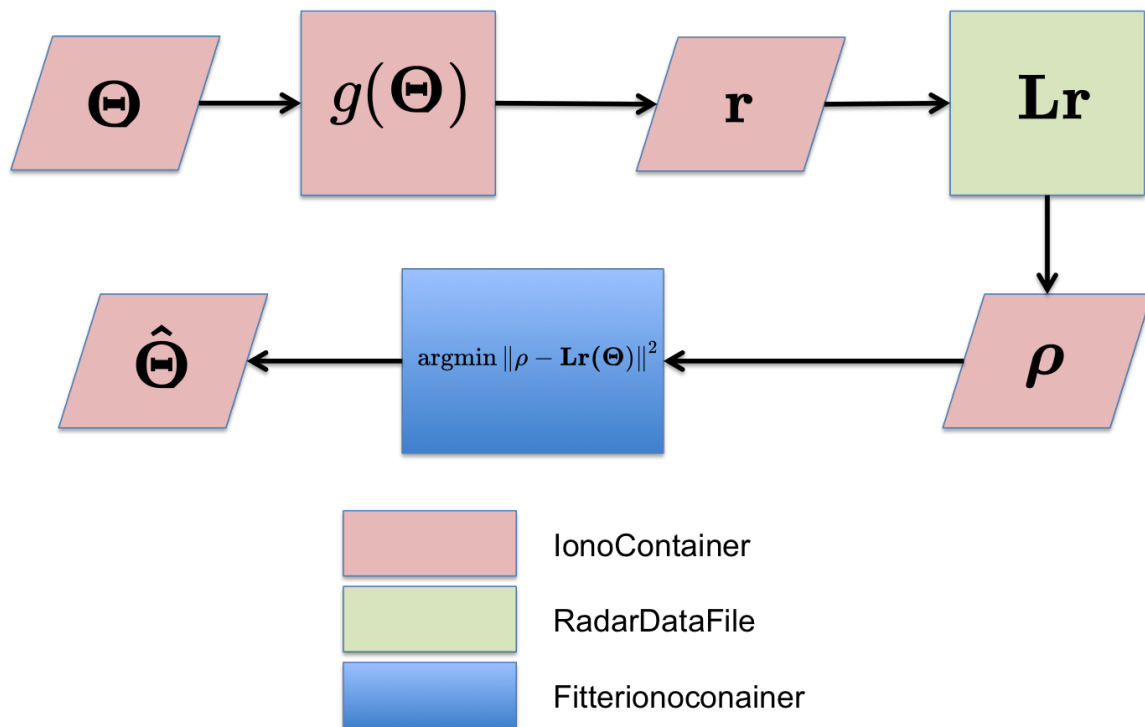 Θ
g(Θ)
r
Lr
Θ̂
argmin ‖ρ − Lr(Θ)‖²
ρ
IonoContainer
RadarDataFile
Fitterionoconainer